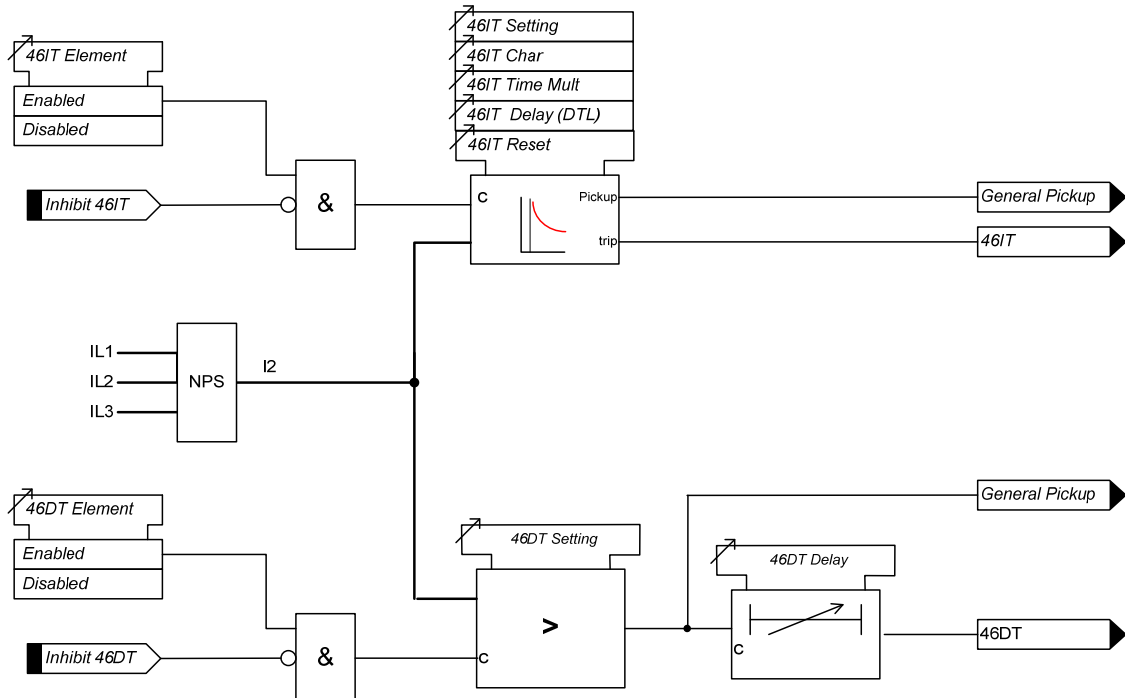 46IT Setting
46IT Char
46IT Time Mult
46IT Delay (DTL)
46IT Reset
46IT Element
Enabled
Disabled
Inhibit 46IT
&
C
Pickup
trip
General Pickup
46IT
IL1
IL2
IL3
NPS
I2
46DT Element
Enabled
Disabled
Inhibit 46DT
&
46DT Setting
>
C
46DT Delay
C
General Pickup
46DT